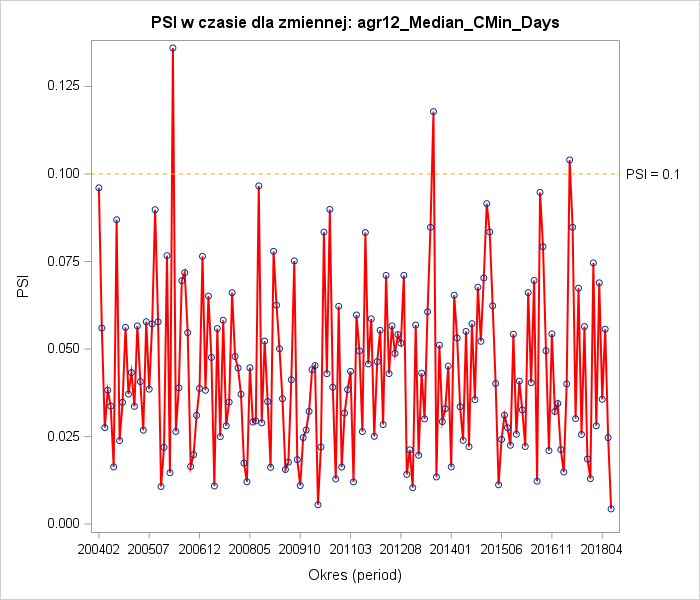 PSI w czasie dla zmiennej: agr12_Median_CMin_Days
0.125
0.100
PSI = 0.1
0.075
PSI
0.050
0.025
0.000
200402 200507 200612 200805 200910 201103 201208 201401 201506 201611 201804
Okres (period)